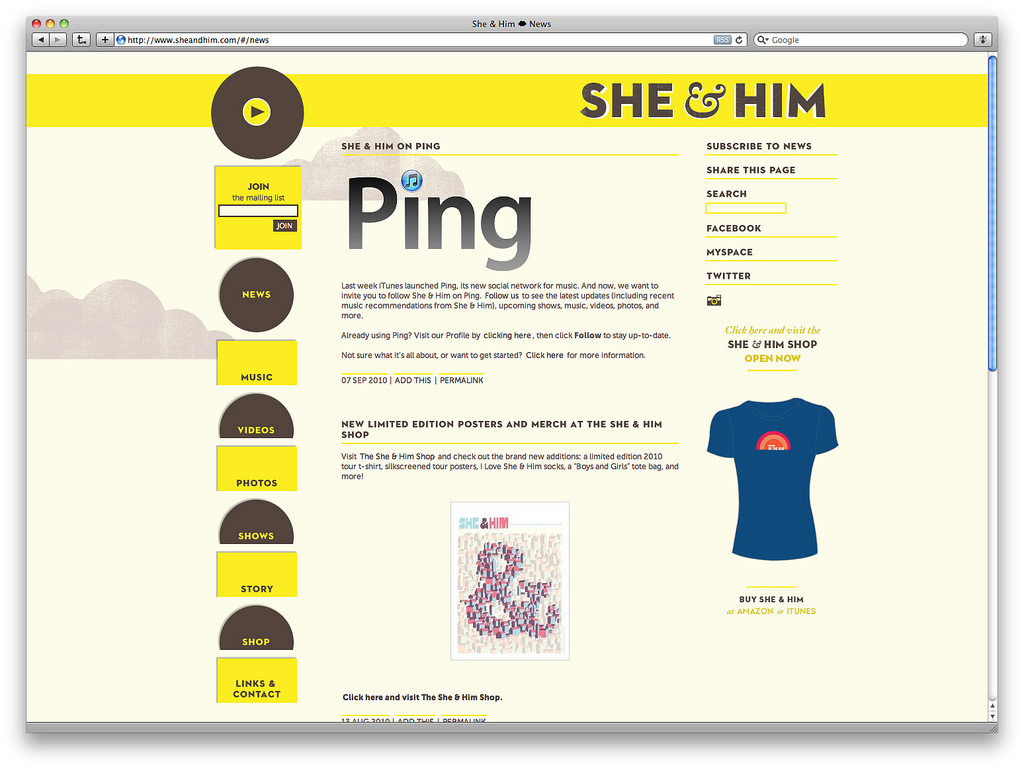 She & Him News
http://www.sheandhim.com/#/news
RSS
Google
SHE & HIM
JOIN
the mailing list
JOIN
NEWS
MUSIC
VIDEOS
PHOTOS
SHOWS
STORY
SHOP
LINKS &
CONTACT
SHE & HIM ON PING
Ping
Last week iTunes launched Ping, its new social network for music. And now, we want to
invite you to follow She & Him on Ping. Follow us to see the latest updates (including recent
music recommendations from She & Him), upcoming shows, music, videos, photos, and
more.
Already using Ping? Visit our Profile by clicking here, then click Follow to stay up-to-date.
Not sure what it's all about, or want to get started? Click here for more information.
07 SEP 2010 | ADD THIS | PERMALINK
NEW LIMITED EDITION POSTERS AND MERCH AT THE SHE & HIM
SHOP
Visit The She & Him Shop and check out the brand new additions: a limited edition 2010
tour t-shirt, silkscreened tour posters, I Love She & Him socks, a "Boys and Girls" tote bag, and
more!
SHE & HIM
&
Click here and visit The She & Him Shop.
13 AUG 2010 | ADD THIS | PERMALINK
SUBSCRIBE TO NEWS
SHARE THIS PAGE
SEARCH
FACEBOOK
MYSPACE
TWITTER
Click here and visit the
SHE & HIM SHOP
OPEN NOW
BUY SHE & HIM
at AMAZON or ITUNES